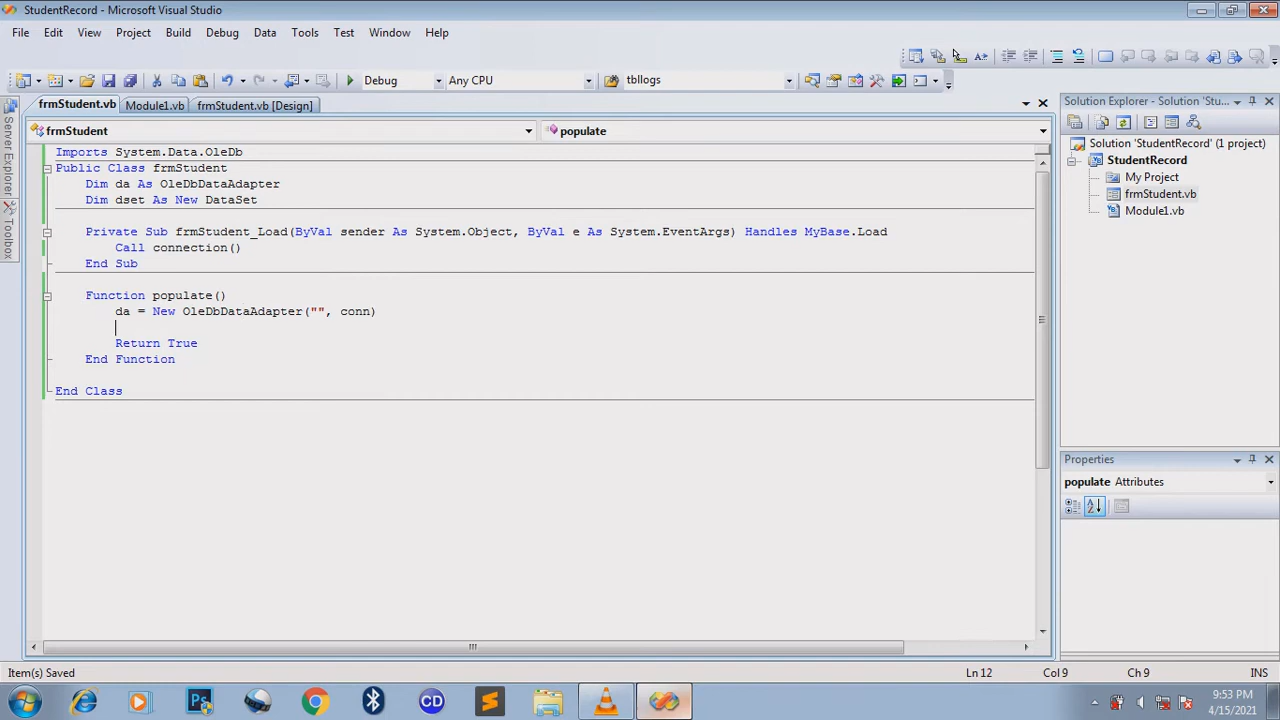 StudentRecord - Microsoft Visual Studio
File Edit View Project Build Debug Data Tools Test Window Help
Debug Any CPU tbllogs
frmStudent.vb Module1.vb frmStudent.vb [Design]
frmStudent populate
Imports System.Data.OleDb
Public Class frmStudent
Dim da As OleDbDataAdapter
Dim dset As New DataSet
Private Sub frmStudent_Load(ByVal sender As System.Object, ByVal e As System.EventArgs) Handles MyBase.Load
Call connection()
End Sub
Function populate()
da = New OleDbDataAdapter("", conn)
Return True
End Function
End Class
Server Explorer
Toolbox
Solution Explorer - Solution 'Stu...
Solution 'StudentRecord' (1 project)
StudentRecord
My Project
frmStudent.vb
Module1.vb
Properties
populate Attributes
Item(s) Saved Ln 12 Col 9 Ch 9 INS
CD
9:53 PM
4/15/2021